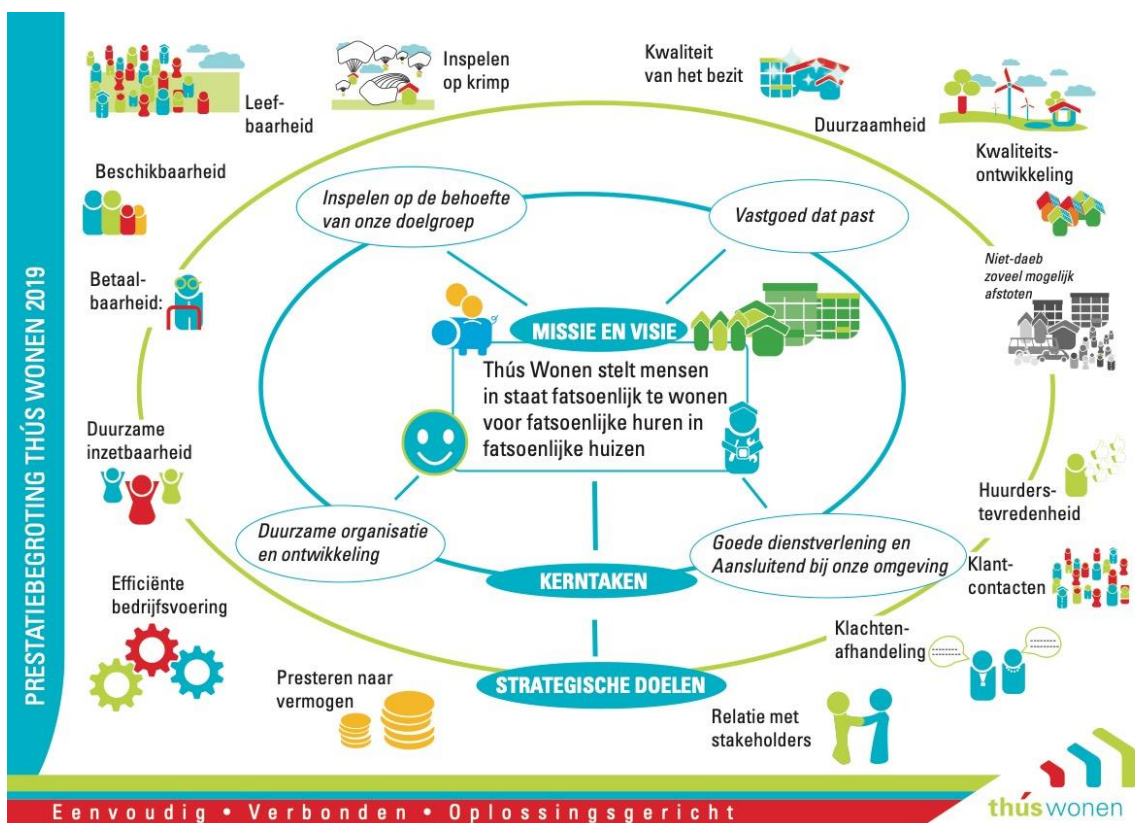 PRESTATIEBEGROTING THÚS WONEN 2019
Leef-
baarheid
Inspelen
op krimp
Kwaliteit
van het bezit
Duurzaamheid
Kwaliteits-
ontwikkeling
Beschikbaarheid
Betaal-
baarheid:
Inspelen op de behoefte
van onze doelgroep
Vastgoed dat past
Niet-daeb
zoveel mogelijk
afstoten
MISSIE EN VISIE
Thús Wonen stelt mensen
in staat fatsoenlijk te wonen
voor fatsoenlijke huren in
fatsoenlijke huizen
Duurzame
inzetbaarheid
Duurzame organisatie
en ontwikkeling
KERNTAKEN
Goede dienstverlening en
Aansluitend bij onze omgeving
Huurders-
tevredenheid
Klant-
contacten
Efficiënte
bedrijfsvoering
Klachten-
afhandeling
Presteren naar
vermogen
STRATEGISCHE DOELEN
Relatie met
stakeholders
Eenvoudig • Verbonden • Oplossingsgericht
thús wonen